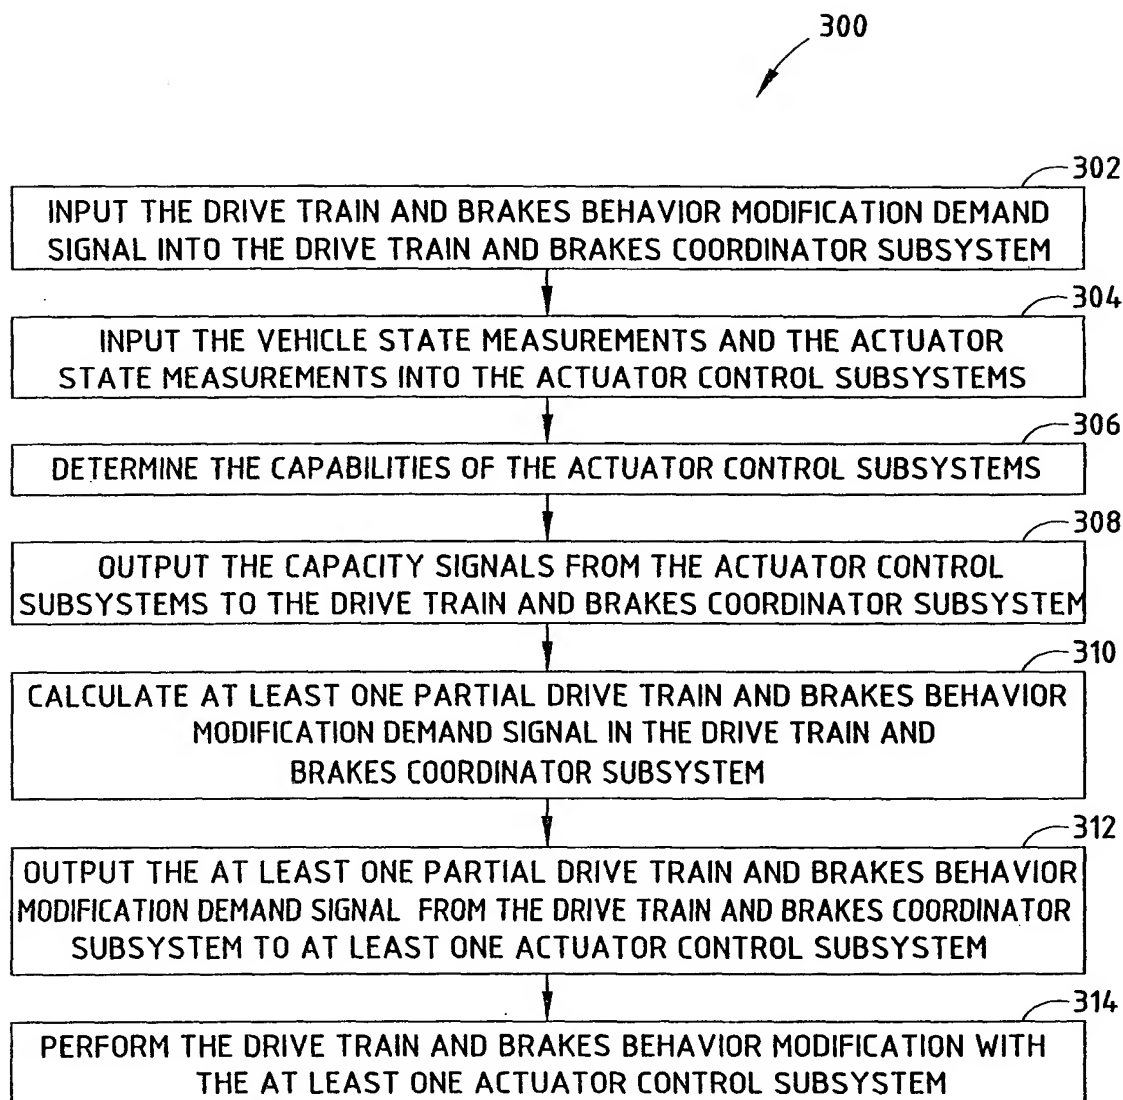 300
302
INPUT THE DRIVE TRAIN AND BRAKES BEHAVIOR MODIFICATION DEMAND
SIGNAL INTO THE DRIVE TRAIN AND BRAKES COORDINATOR SUBSYSTEM
304
INPUT THE VEHICLE STATE MEASUREMENTS AND THE ACTUATOR
STATE MEASUREMENTS INTO THE ACTUATOR CONTROL SUBSYSTEMS
306
DETERMINE THE CAPABILITIES OF THE ACTUATOR CONTROL SUBSYSTEMS
308
OUTPUT THE CAPACITY SIGNALS FROM THE ACTUATOR CONTROL
SUBSYSTEMS TO THE DRIVE TRAIN AND BRAKES COORDINATOR SUBSYSTEM
310
CALCULATE AT LEAST ONE PARTIAL DRIVE TRAIN AND BRAKES BEHAVIOR
MODIFICATION DEMAND SIGNAL IN THE DRIVE TRAIN AND
BRAKES COORDINATOR SUBSYSTEM
312
OUTPUT THE AT LEAST ONE PARTIAL DRIVE TRAIN AND BRAKES BEHAVIOR
MODIFICATION DEMAND SIGNAL FROM THE DRIVE TRAIN AND BRAKES COORDINATOR
SUBSYSTEM TO AT LEAST ONE ACTUATOR CONTROL SUBSYSTEM
314
PERFORM THE DRIVE TRAIN AND BRAKES BEHAVIOR MODIFICATION WITH
THE AT LEAST ONE ACTUATOR CONTROL SUBSYSTEM